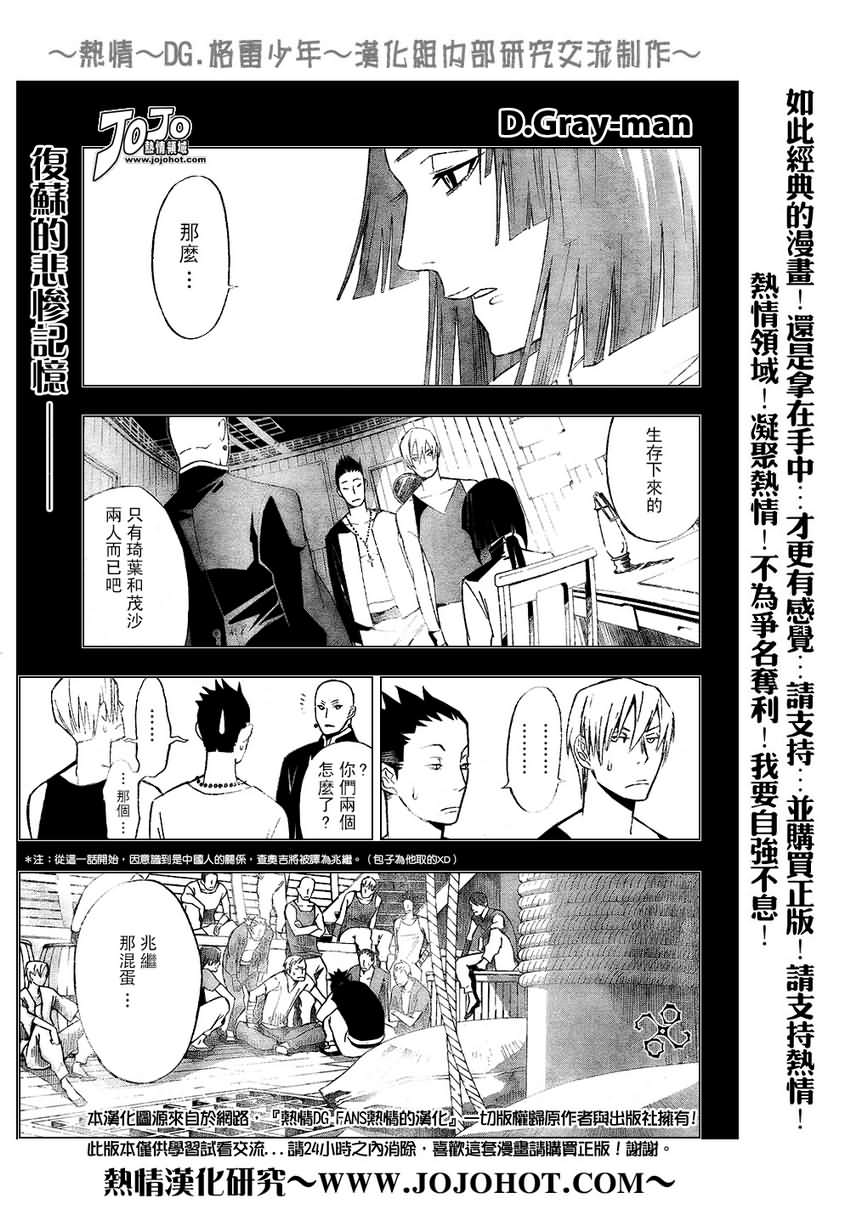 ～熱情～DG.格雷少年～漢化組內部研究交流制作～
如此經典的漫畫！還是拿在手中…才更有感覺…請支持…並購買正版！請支持熱情！
熱情領域！凝聚熱情！不為爭名奪利！我要自強不息！
D.Gray-man
JOJO
熱情領域
www.jojohot.com
復蘇的悲慘記憶——
那麼…
生存下來的
只有琦葉和茂沙
兩人而已吧
………
你們兩個
怎麼了？
？
……
…那個…
＊注：從這一話開始，因意識到是中國人的關係，查奧吉將被譯為兆繼。（包子為他取的XD）
兆繼
那混蛋…
本漢化圖源來自於網路，『熱情DG FANS熱情的漢化』一切版權歸原作者與出版社擁有！
此版本僅供學習試看交流...請24小時之內消除，喜歡這套漫畫請購買正版！謝謝。
熱情漢化研究～WWW.JOJOHOT.COM～